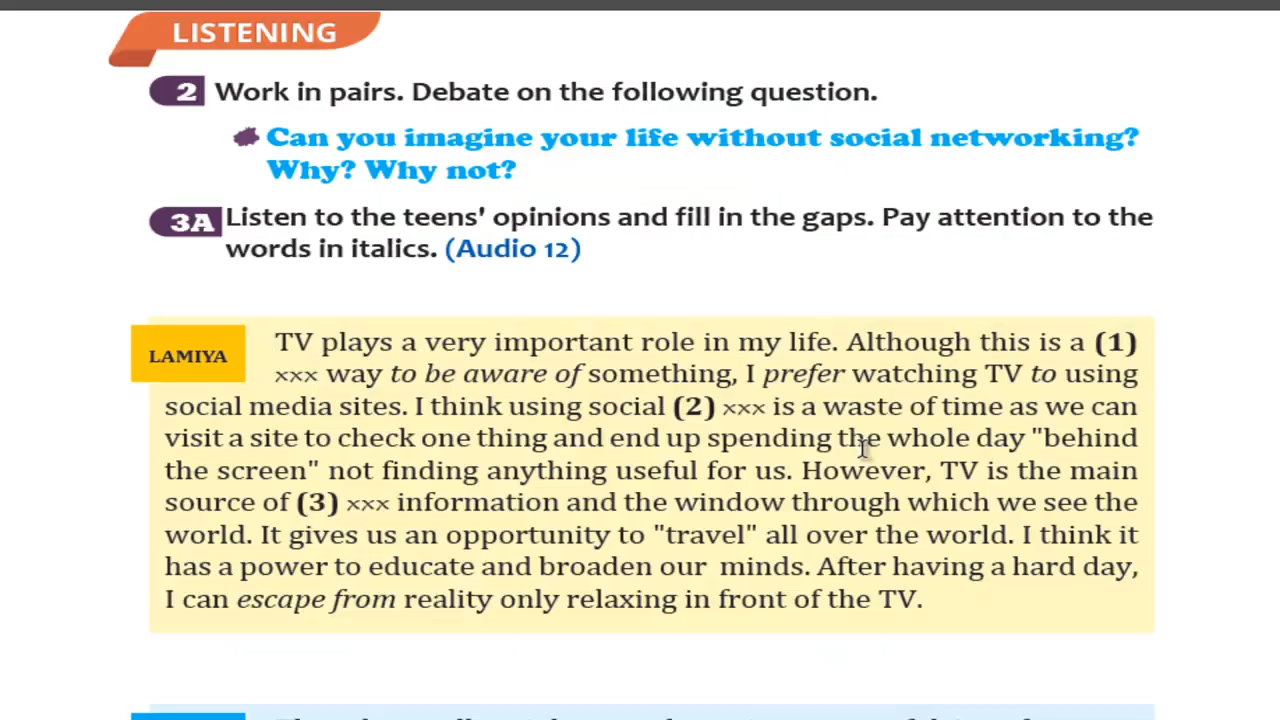 LISTENING
2 Work in pairs. Debate on the following question.
Can you imagine your life without social networking?
Why? Why not?
3A Listen to the teens' opinions and fill in the gaps. Pay attention to the
words in italics. (Audio 12)
LAMIYA
TV plays a very important role in my life. Although this is a (1)
xxx way to be aware of something, I prefer watching TV to using
social media sites. I think using social (2) xxx is a waste of time as we can
visit a site to check one thing and end up spending the whole day "behind
the screen" not finding anything useful for us. However, TV is the main
source of (3) xxx information and the window through which we see the
world. It gives us an opportunity to "travel" all over the world. I think it
has a power to educate and broaden our minds. After having a hard day,
I can escape from reality only relaxing in front of the TV.